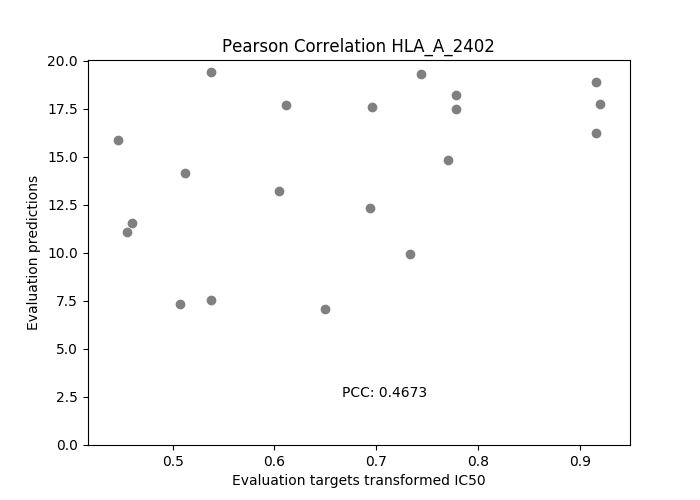 Pearson Correlation HLA_A_2402
20.0
17.5
15.0
12.5
10.0
7.5
5.0
2.5
0.0
Evaluation predictions
PCC: 0.4673
0.5 0.6 0.7 0.8 0.9
Evaluation targets transformed IC50